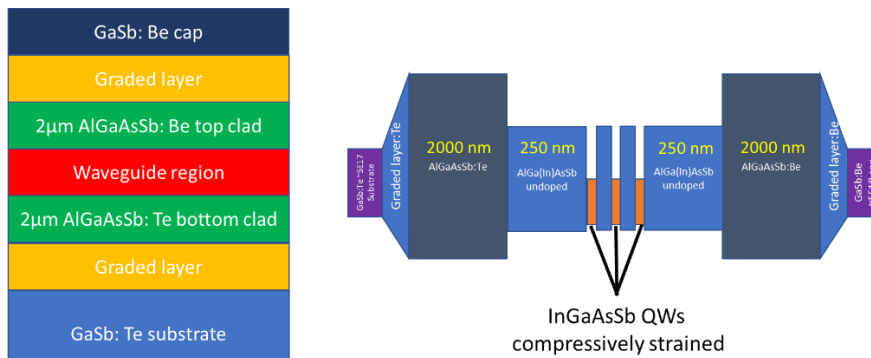 GaSb: Be cap
Graded layer
2µm AlGaAsSb: Be top clad
Waveguide region
2µm AlGaAsSb: Te bottom clad
Graded layer
GaSb: Te substrate
GaSb:Te
Substrate
Graded layer:Te
2000 nm
AlGaAsSb:Te
250 nm
AlGa(In)AsSb
undoped
250 nm
AlGa(In)AsSb
undoped
2000 nm
AlGaAsSb:Be
Graded layer:Be
GaSb:Be
InGaAsSb QWs
compressively strained